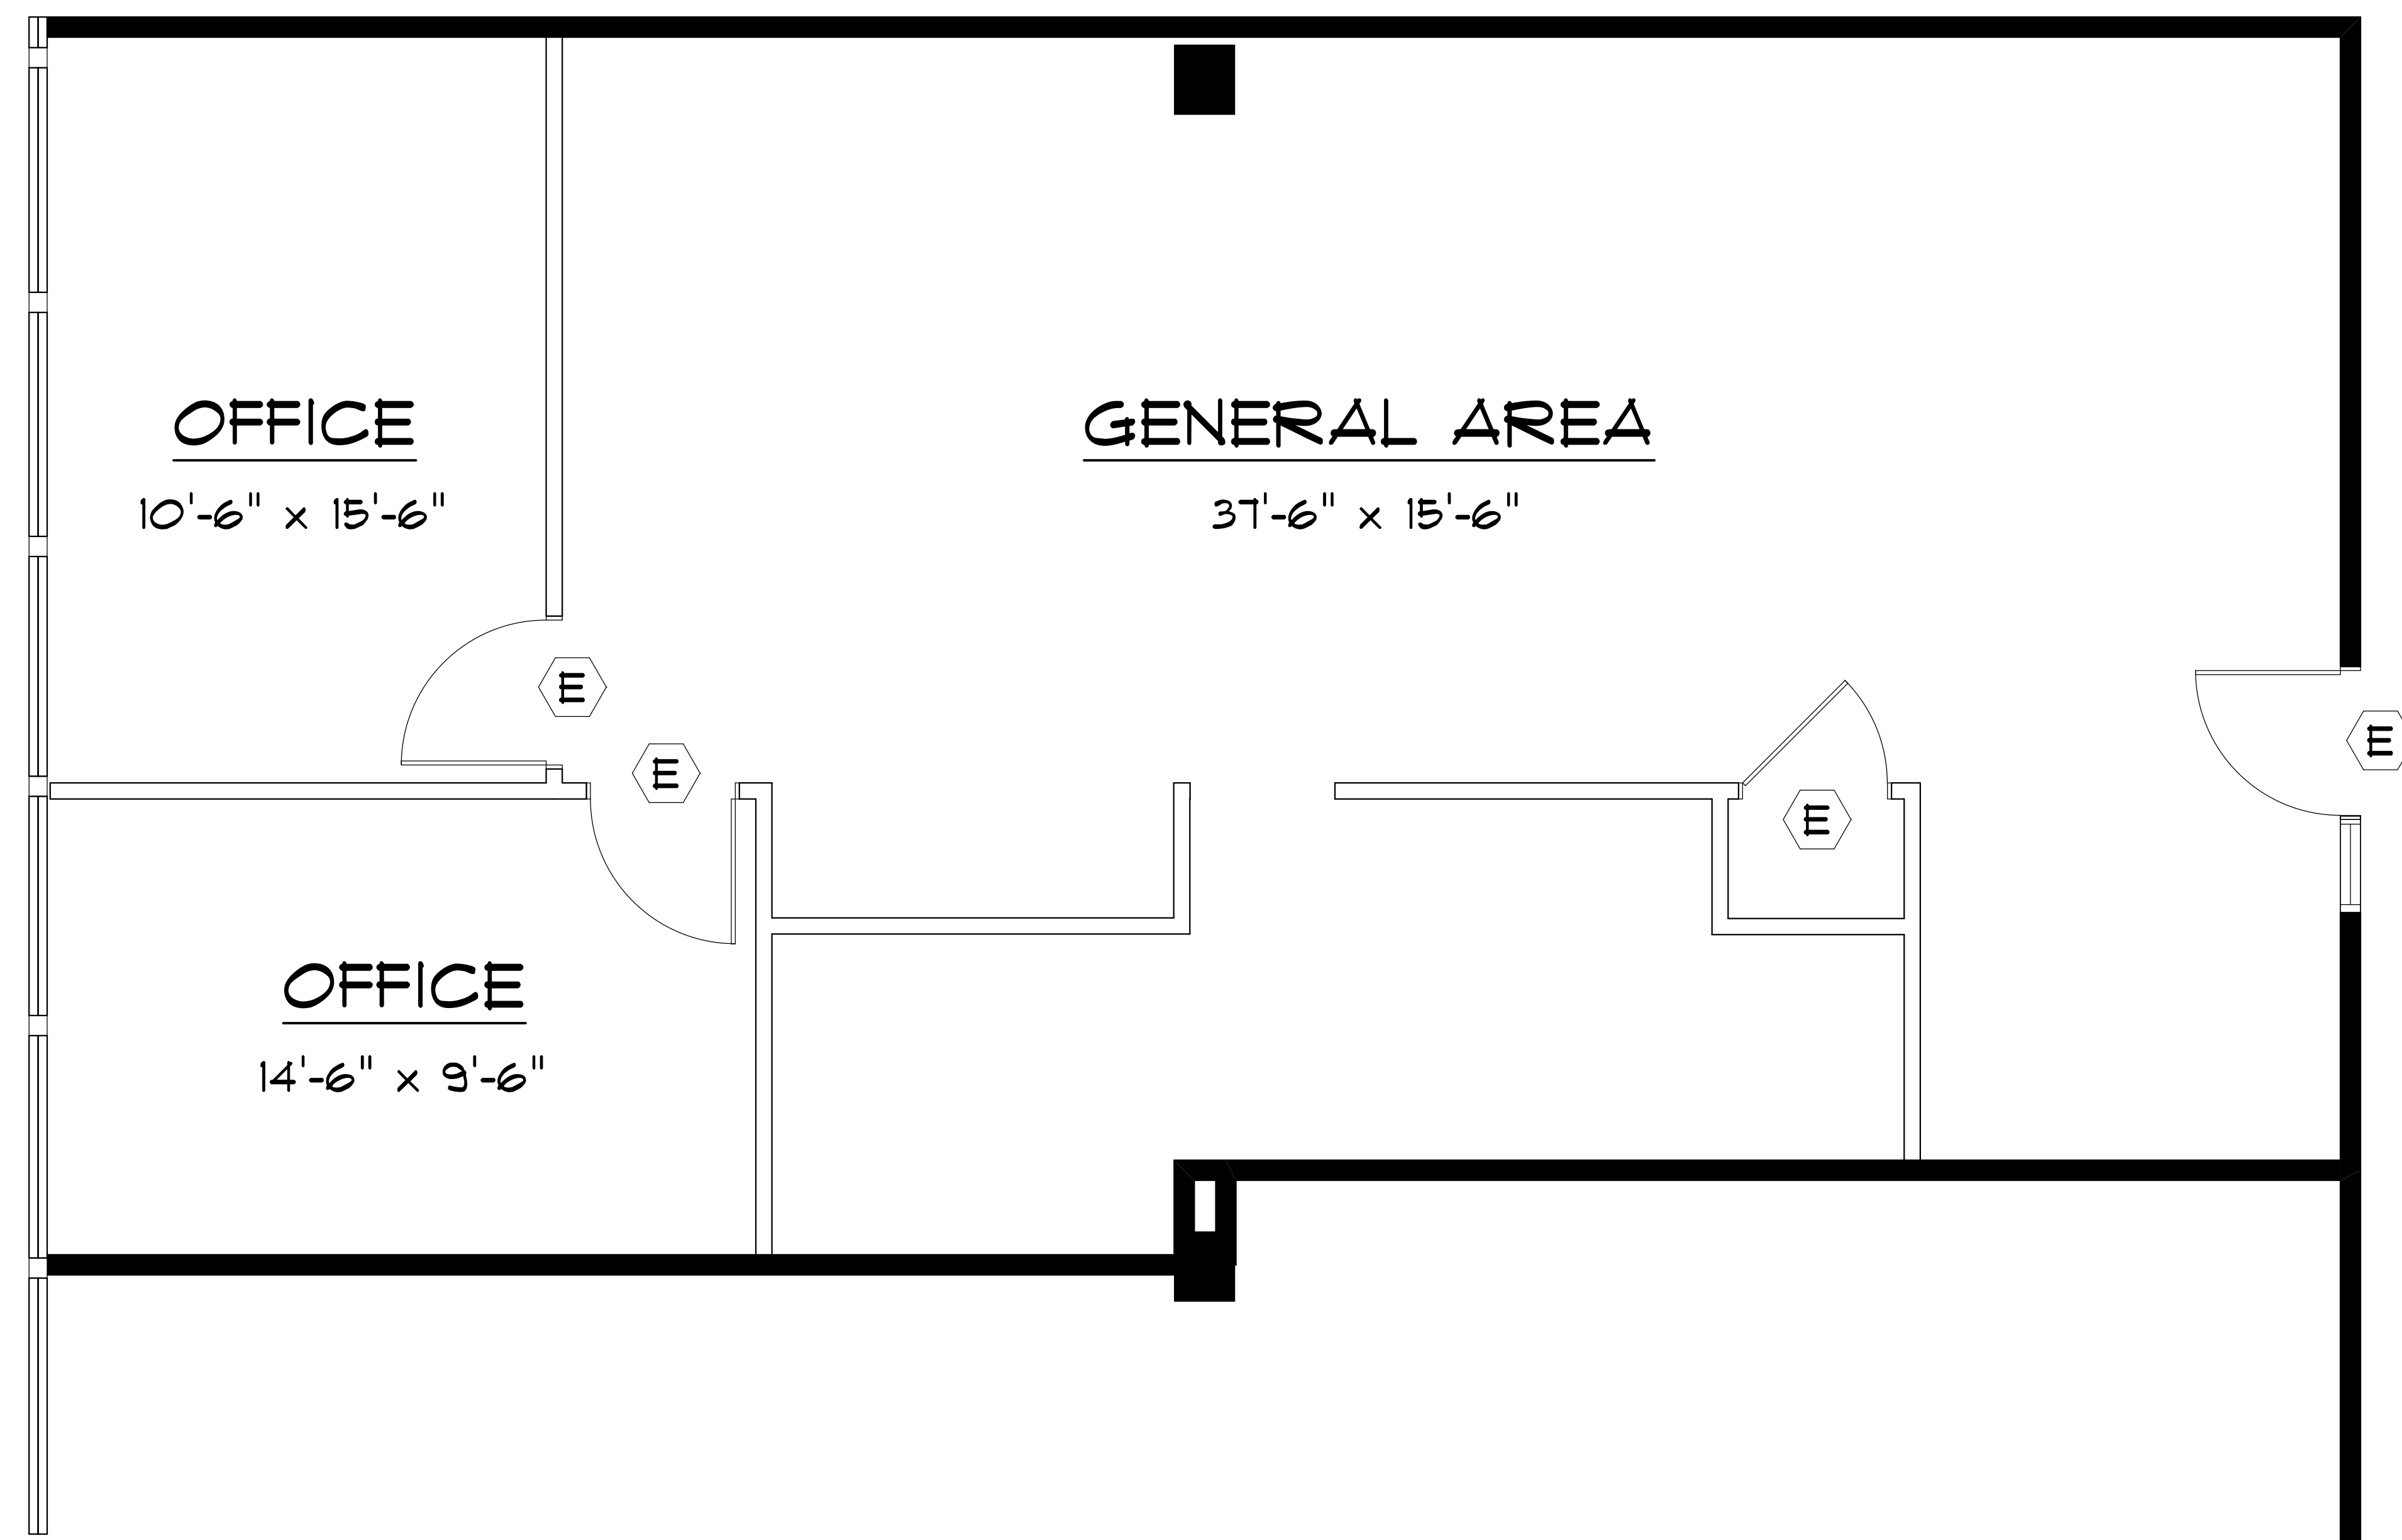 OFFICE
10'-6" x 15'-6"
GENERAL AREA
37'-6" x 15'-6"
E
E
E
E
OFFICE
14'-6" x 9'-6"